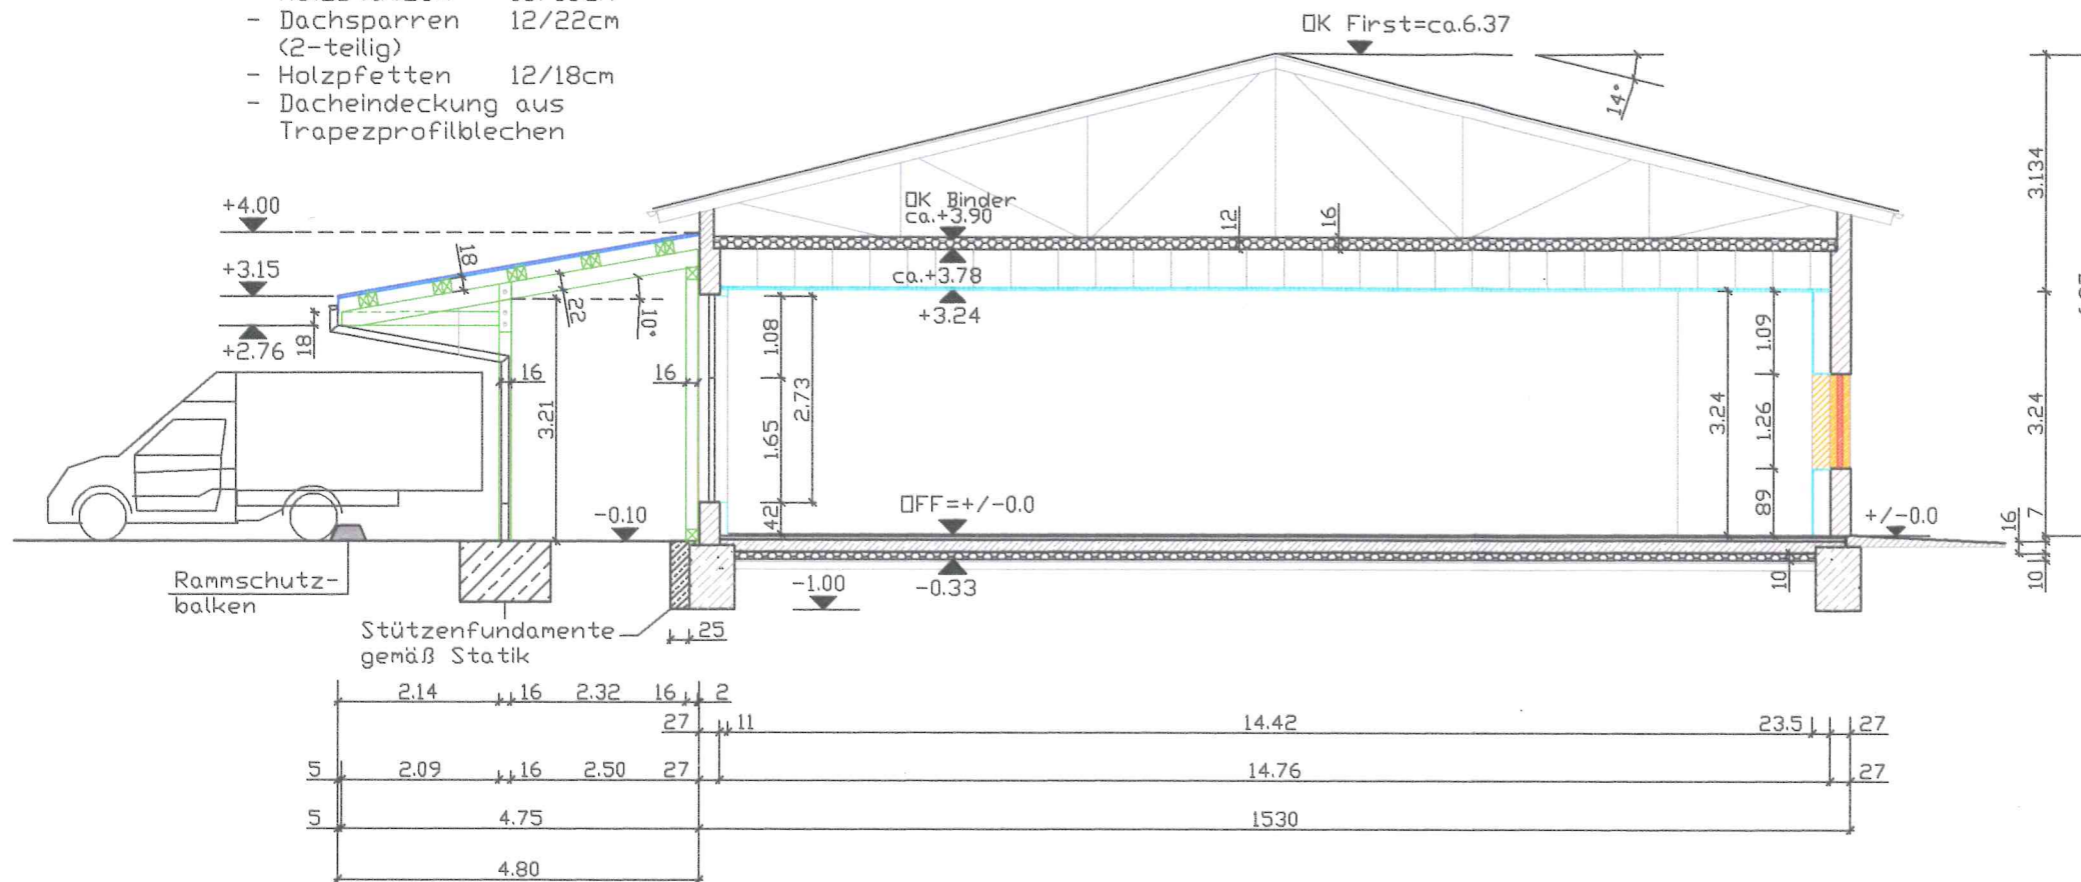 - Dachsparren 12/22cm
(2-teilig)
- Holzpfetten 12/18cm
- Dacheindeckung aus
Trapezprofilblechen
OK First=ca.6.37
14°
3.134
+4.00
OK Binder
ca.+3.90
12
16
18
+3.15
ca.+3.78
22
10°
+3.24
18
+2.76
1.08
1.09
16
16
2.73
3.21
3.24
3.24
1.65
1.26
89
42
OFF=+/-0.0
-0.10
+/-0.0
16
7
10
10
-0.33
-1.00
Rammschutz-
balken
Stützenfundamente
gemäß Statik
25
2.14 16 2.32 16 2
27 11 14.42 23.5 27
5 2.09 16 2.50 27 14.76 27
5 4.75 1530
4.80